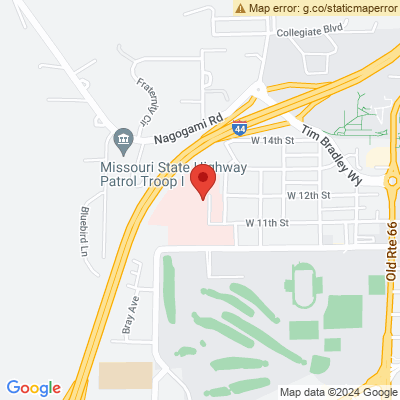 Map error: g.co/staticmaperror
Collegiate Blvd
Fraternity Cir
Nagogami Rd
44
Tim Bradley Wy
W 14th St
Missouri State Highway
Patrol Troop I
W 12th St
Bluebird Ln
W 11th St
Old Rte 66
Bray Ave
Google
Map data ©2024 Google